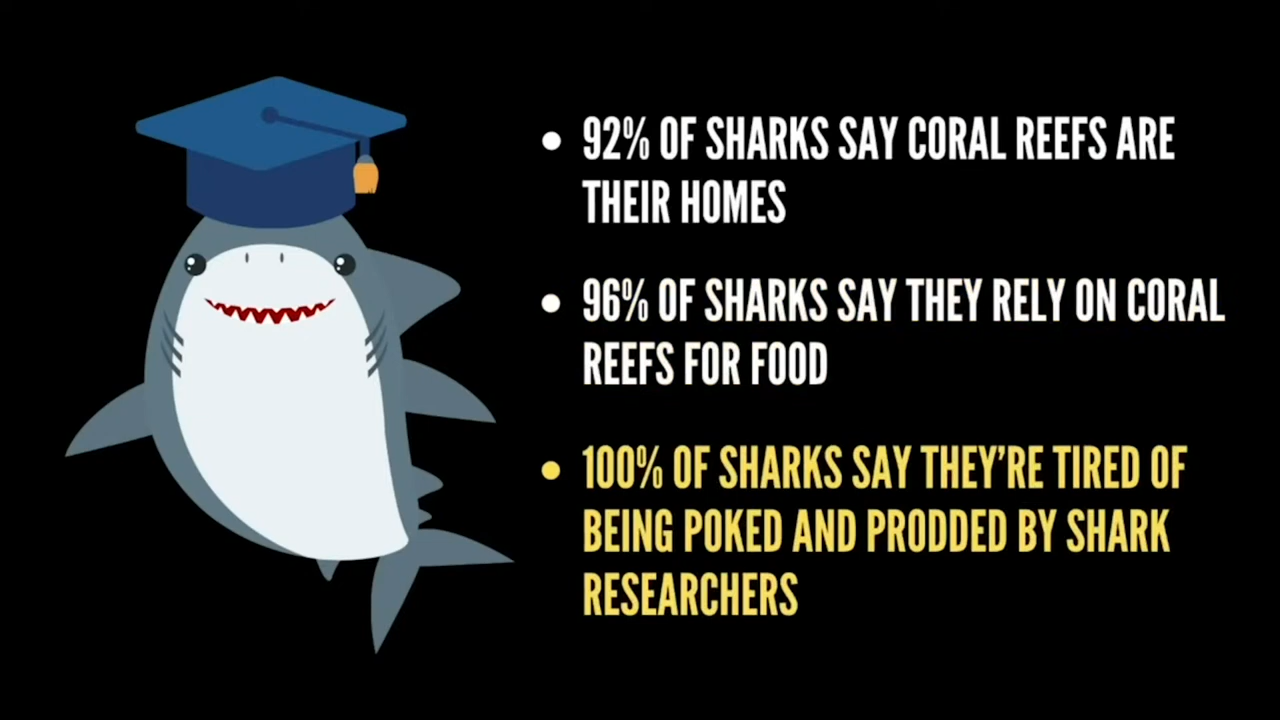 • 92% OF SHARKS SAY CORAL REEFS ARE
THEIR HOMES
• 96% OF SHARKS SAY THEY RELY ON CORAL
REEFS FOR FOOD
• 100% OF SHARKS SAY THEY’RE TIRED OF
BEING POKED AND PRODDED BY SHARK
RESEARCHERS